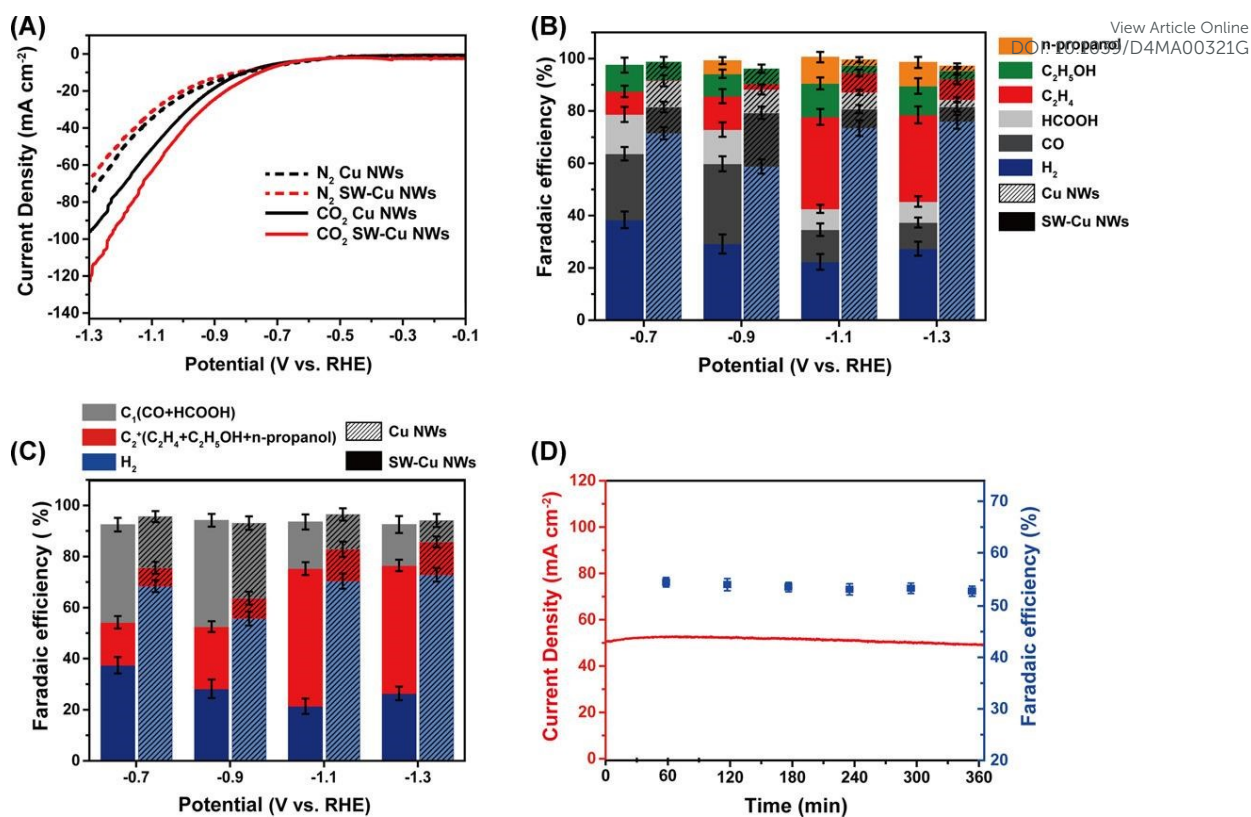 View Article Online
DOI: 10.1039/D4MA00321G
(A)
0
-20
-40
-60
-80
-100
-120
-140
Current Density (mA cm-2)
N2 Cu NWs
N2 SW-Cu NWs
CO2 Cu NWs
CO2 SW-Cu NWs
-1.3 -1.1 -0.9 -0.7 -0.5 -0.3 -0.1
Potential (V vs. RHE)
(B)
100
80
60
40
20
0
Faradaic efficiency (%)
-0.7 -0.9 -1.1 -1.3
Potential (V vs. RHE)
n-propanol
C2H5OH
C2H4
HCOOH
CO
H2
Cu NWs
SW-Cu NWs
(C)
C1(CO+HCOOH)
C2+(C2H4+C2H5OH+n-propanol)
H2
Cu NWs
SW-Cu NWs
100
80
60
40
20
0
Faradaic efficiency (%)
-0.7 -0.9 -1.1 -1.3
Potential (V vs. RHE)
(D)
120
100
80
60
40
20
0
Current Density (mA cm-2)
70
60
50
40
30
20
Faradaic efficiency (%)
0 60 120 180 240 300 360
Time (min)